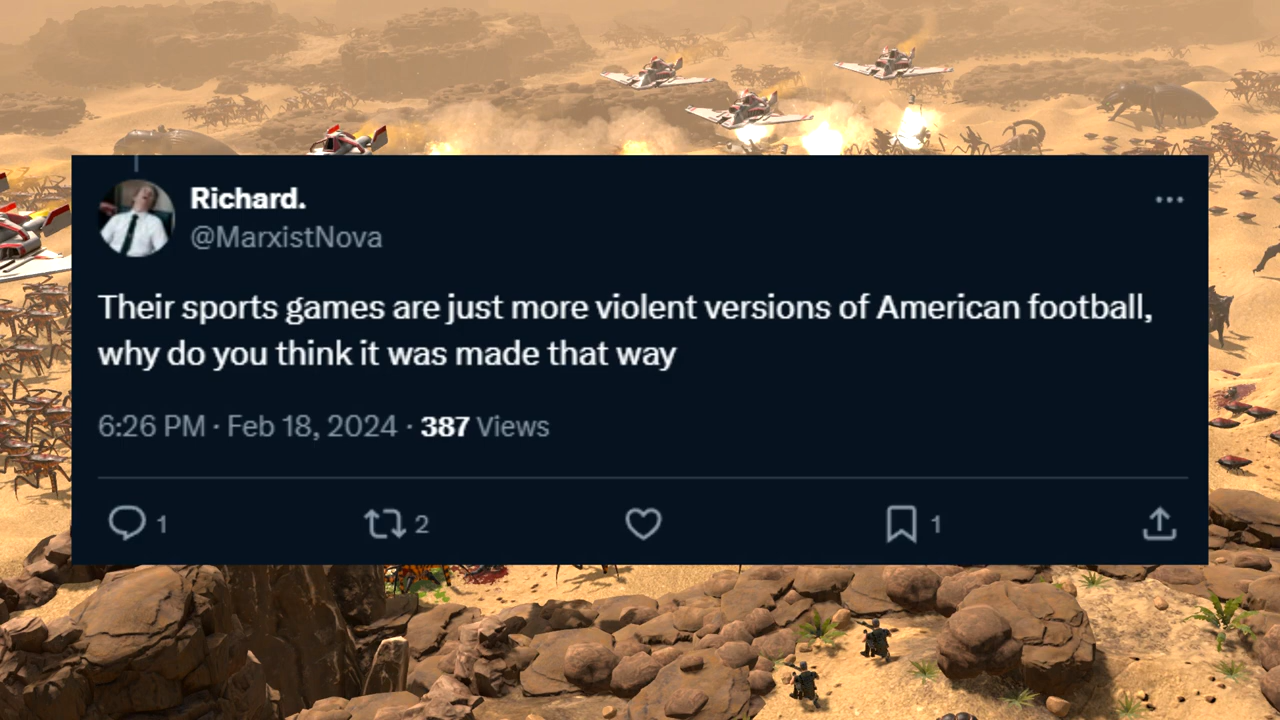 Richard.
@MarxistNova
Their sports games are just more violent versions of American football,
why do you think it was made that way
6:26 PM · Feb 18, 2024 · 387 Views
1 2 1